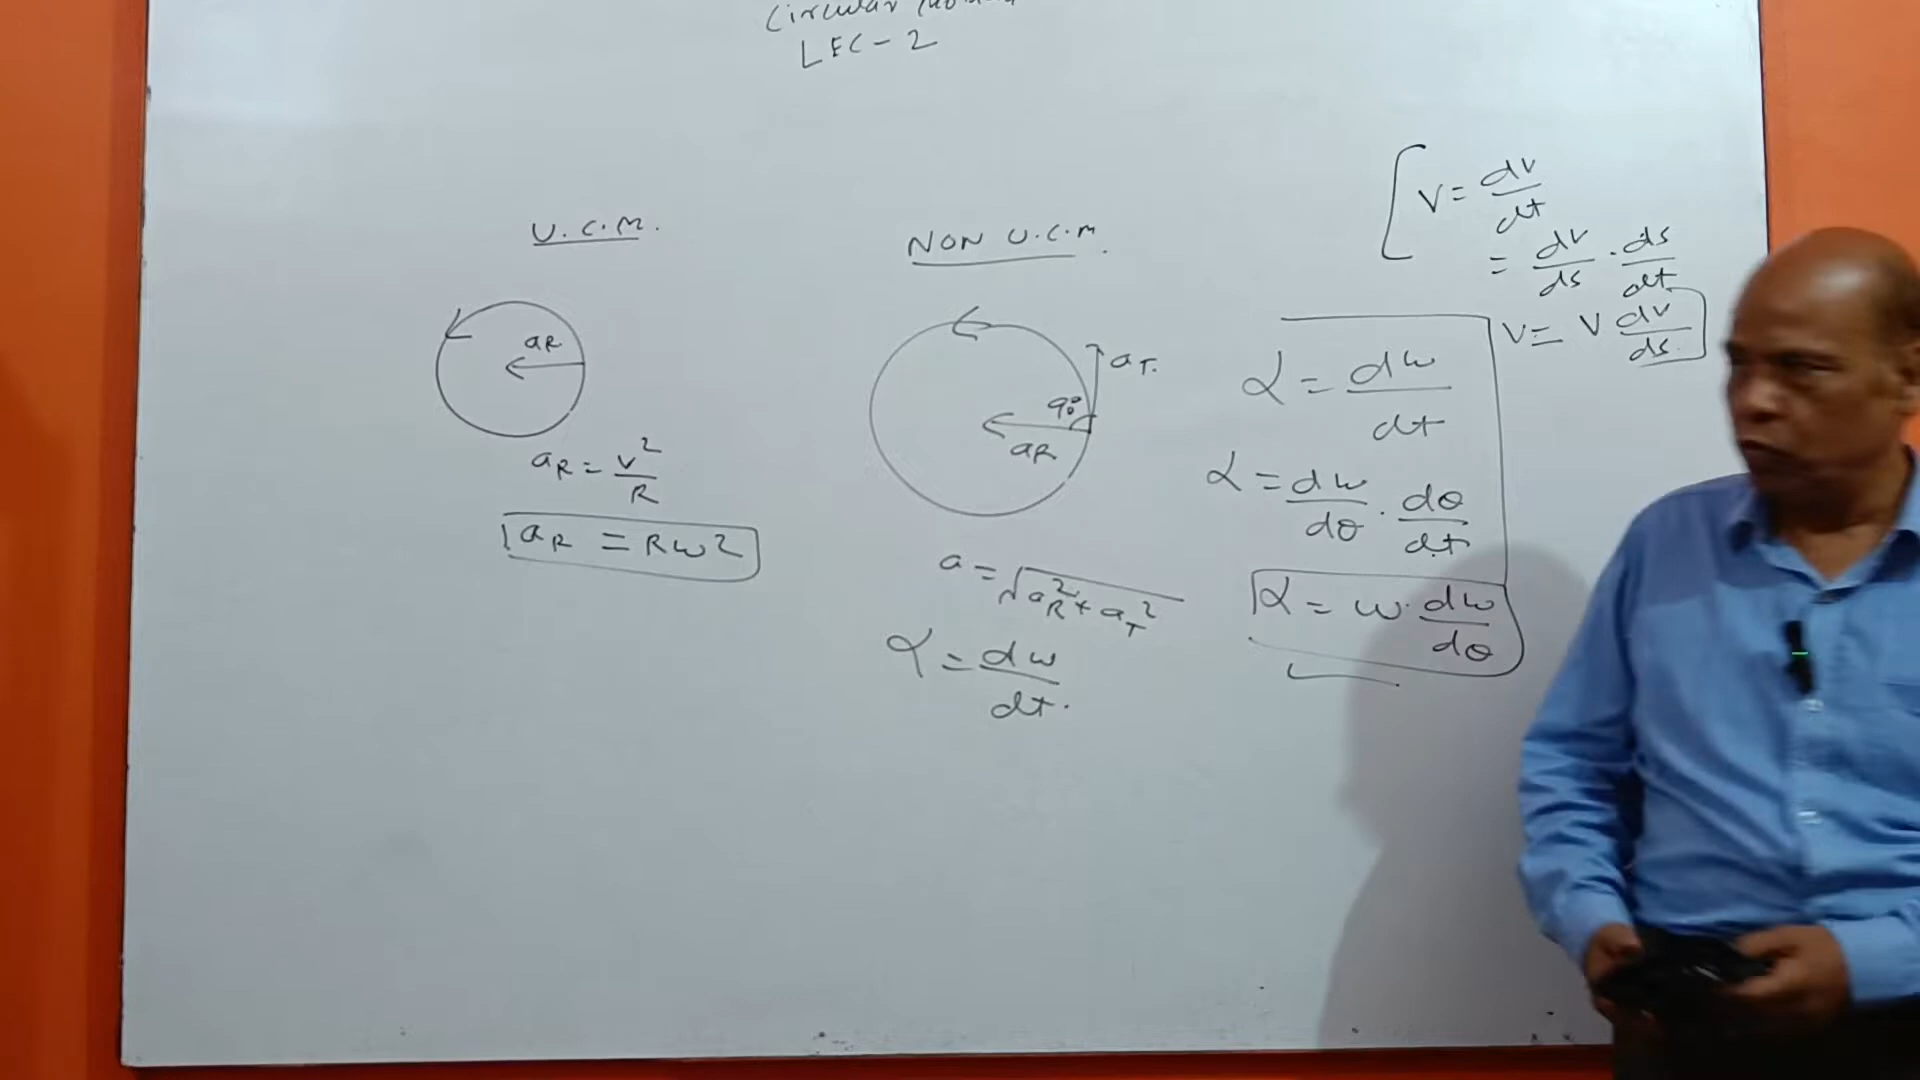 Circular
LEC-2
U.C.M.
aR
aR = v²/R
aR = Rω²
NON U.C.M.
aT.
90°
aR
a = √aR² + aT²
α = dω/dt.
V = dv/dt
= dv/ds . ds/dt
V = V dv/ds.
α = dω/dt
α = dω/dθ . dθ/dt
α = ω . dω/dθ